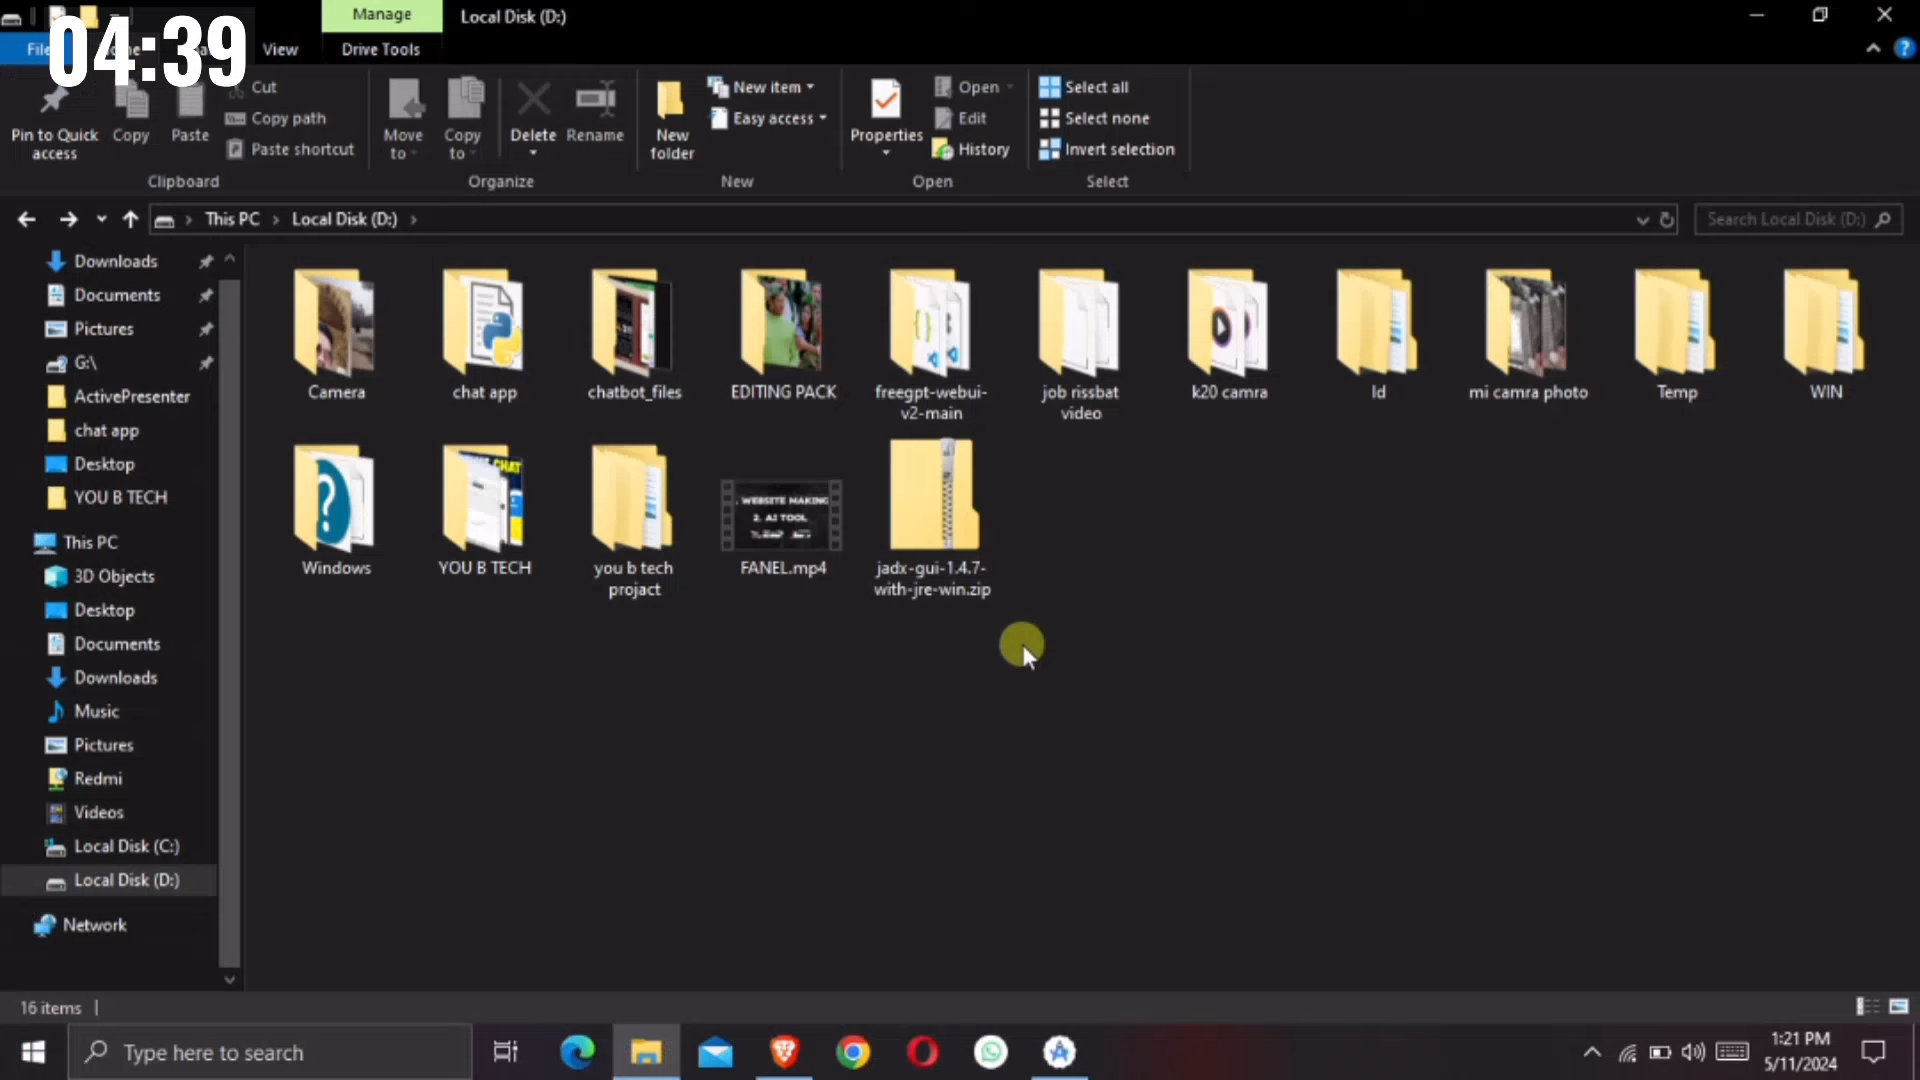 Manage
Local Disk (D:)
04:39
File
View
Drive Tools
Pin to Quick
access
Copy
Paste
Cut
Copy path
Paste shortcut
Clipboard
Move
to
Copy
to
Delete
Rename
Organize
New
folder
New item
Easy access
New
Properties
Open
Edit
History
Open
Select all
Select none
Invert selection
Select
This PC
Local Disk (D:)
Search Local Disk (D:)
Downloads
Documents
Pictures
G:\
ActivePresenter
chat app
Desktop
YOU B TECH
This PC
3D Objects
Desktop
Documents
Downloads
Music
Pictures
Redmi
Videos
Local Disk (C:)
Local Disk (D:)
Network
Camera
chat app
chatbot_files
EDITING PACK
freegpt-webui-
v2-main
job rissbat
video
k20 camra
ld
mi camra photo
Temp
WIN
Windows
YOU B TECH
you b tech
projact
. WEBSITE MAKING
2. AI TOOL
FANEL.mp4
jadx-gui-1.4.7-
with-jre-win.zip
16 items
Type here to search
1:21 PM
5/11/2024